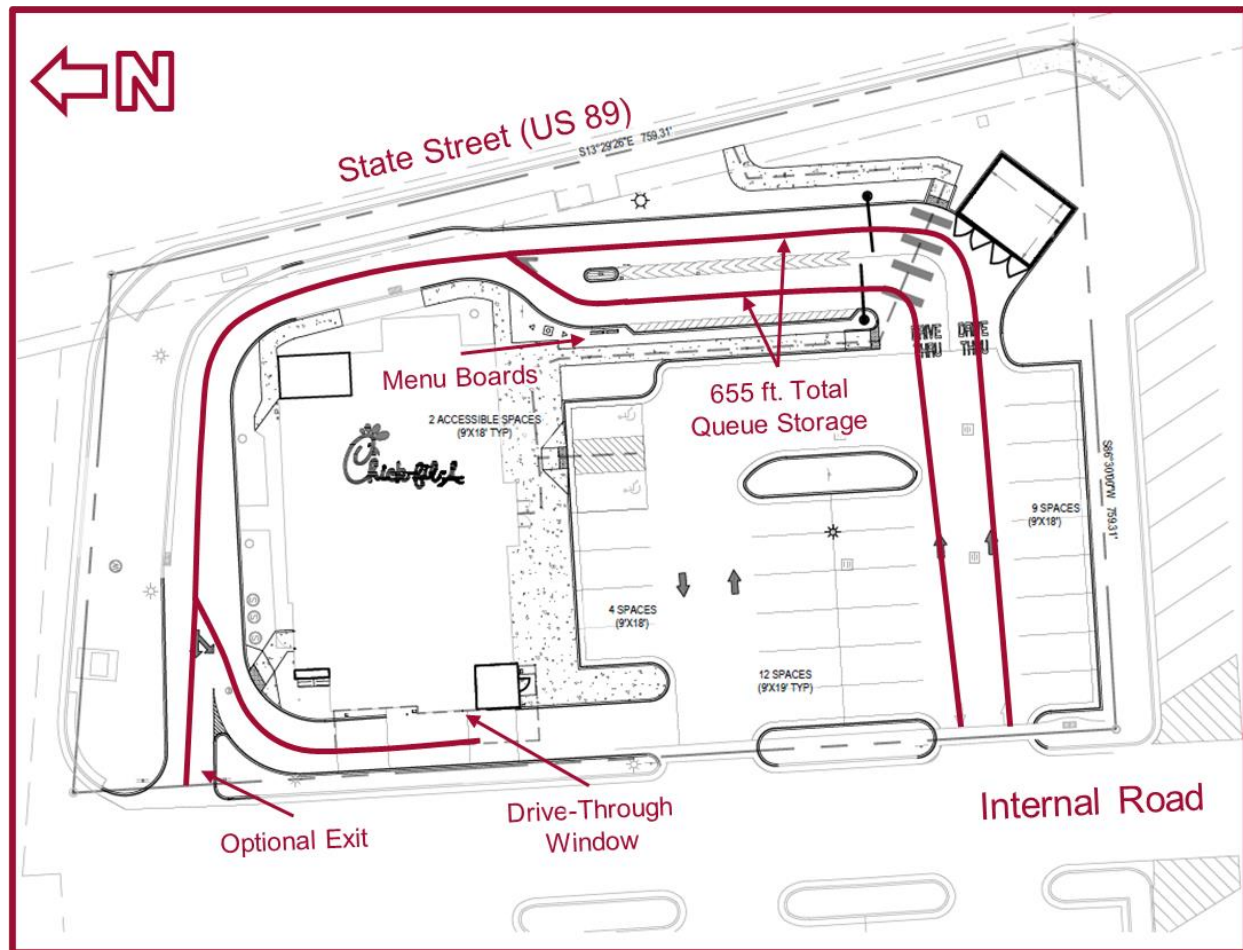 N
State Street (US 89)
S13°29'26"E 759.31'
Menu Boards
2 ACCESSIBLE SPACES
(9'X18' TYP)
Chick-fil-A
655 ft. Total
Queue Storage
DRIVE
THRU
DRIVE
THRU
S86°30'00"W 759.31'
9 SPACES
(9'X18')
4 SPACES
(9'X18')
12 SPACES
(9'X19' TYP)
Optional Exit
Drive-Through
Window
Internal Road